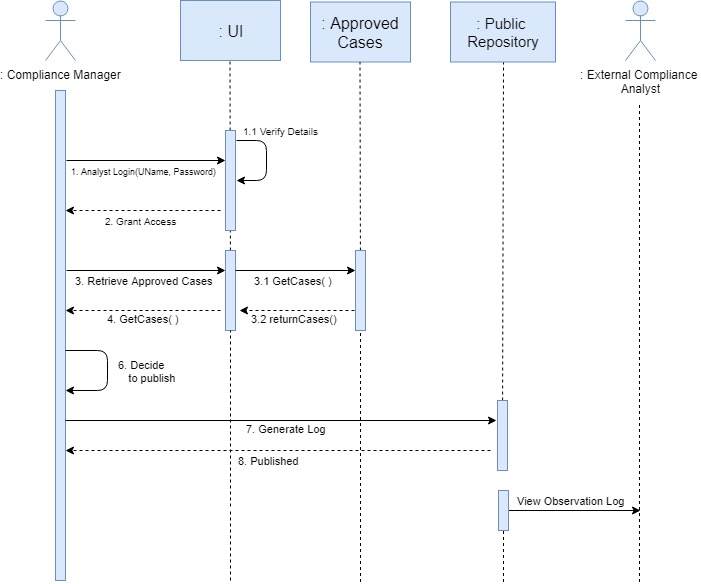 : UI
: Approved
Cases
: Public
Repository
: Compliance Manager
: External Compliance
Analyst
1.1 Verify Details
1. Analyst Login(UName, Password)
2. Grant Access
3. Retrieve Approved Cases
3.1 GetCases( )
4. GetCases( )
3.2 returnCases()
6. Decide
to publish
7. Generate Log
8. Published
View Observation Log